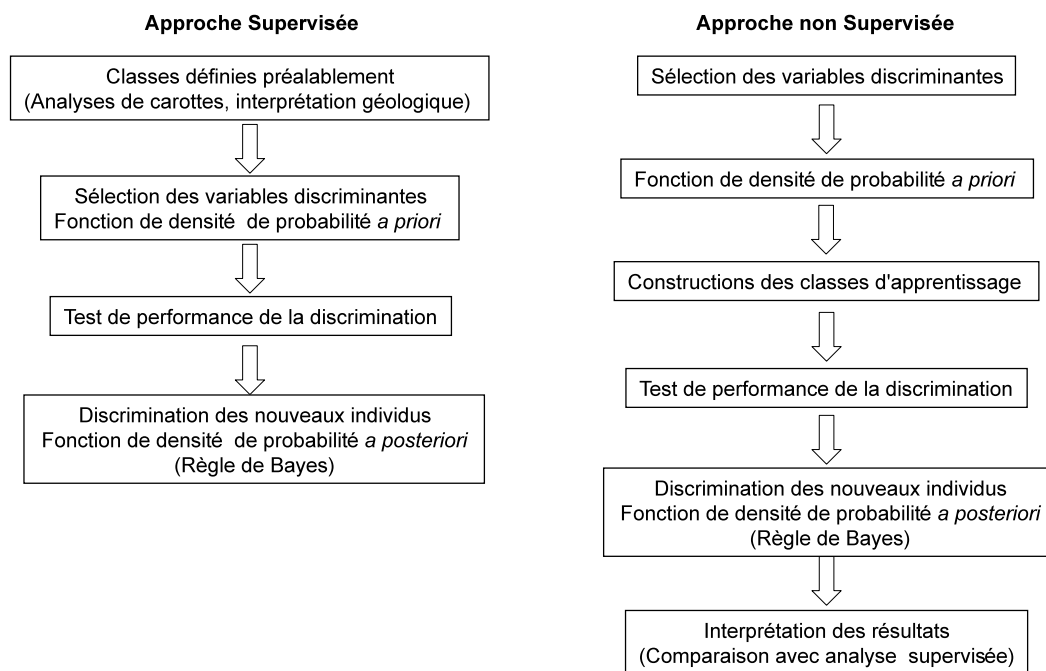 Approche Supervisée
Classes définies préalablement
(Analyses de carottes, interprétation géologique)
Sélection des variables discriminantes
Fonction de densité de probabilité a priori
Test de performance de la discrimination
Discrimination des nouveaux individus
Fonction de densité de probabilité a posteriori
(Règle de Bayes)
Approche non Supervisée
Sélection des variables discriminantes
Fonction de densité de probabilité a priori
Constructions des classes d'apprentissage
Test de performance de la discrimination
Discrimination des nouveaux individus
Fonction de densité de probabilité a posteriori
(Règle de Bayes)
Interprétation des résultats
(Comparaison avec analyse supervisée)